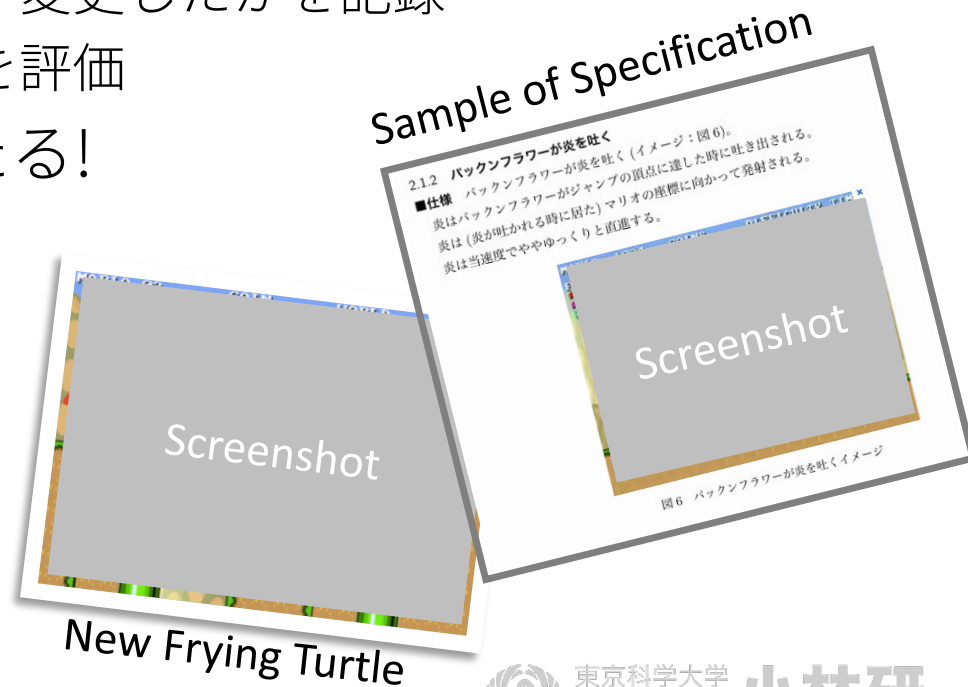 変更したかを記録
を評価
る!
Sample of Specification
2.1.2 パックンフラワーが炎を吐く
■仕様 パックンフラワーが炎を吐く (イメージ：図 6)。
炎はパックンフラワーがジャンプの頂点に達した時に吐き出される。
炎は (炎が吐かれる時に居た) マリオの座標に向かって発射される。
炎は当速度でややゆっくりと直進する。
Screenshot
図 6 パックンフラワーが炎を吐くイメージ
Screenshot
New Frying Turtle
東京科学大学 小林研